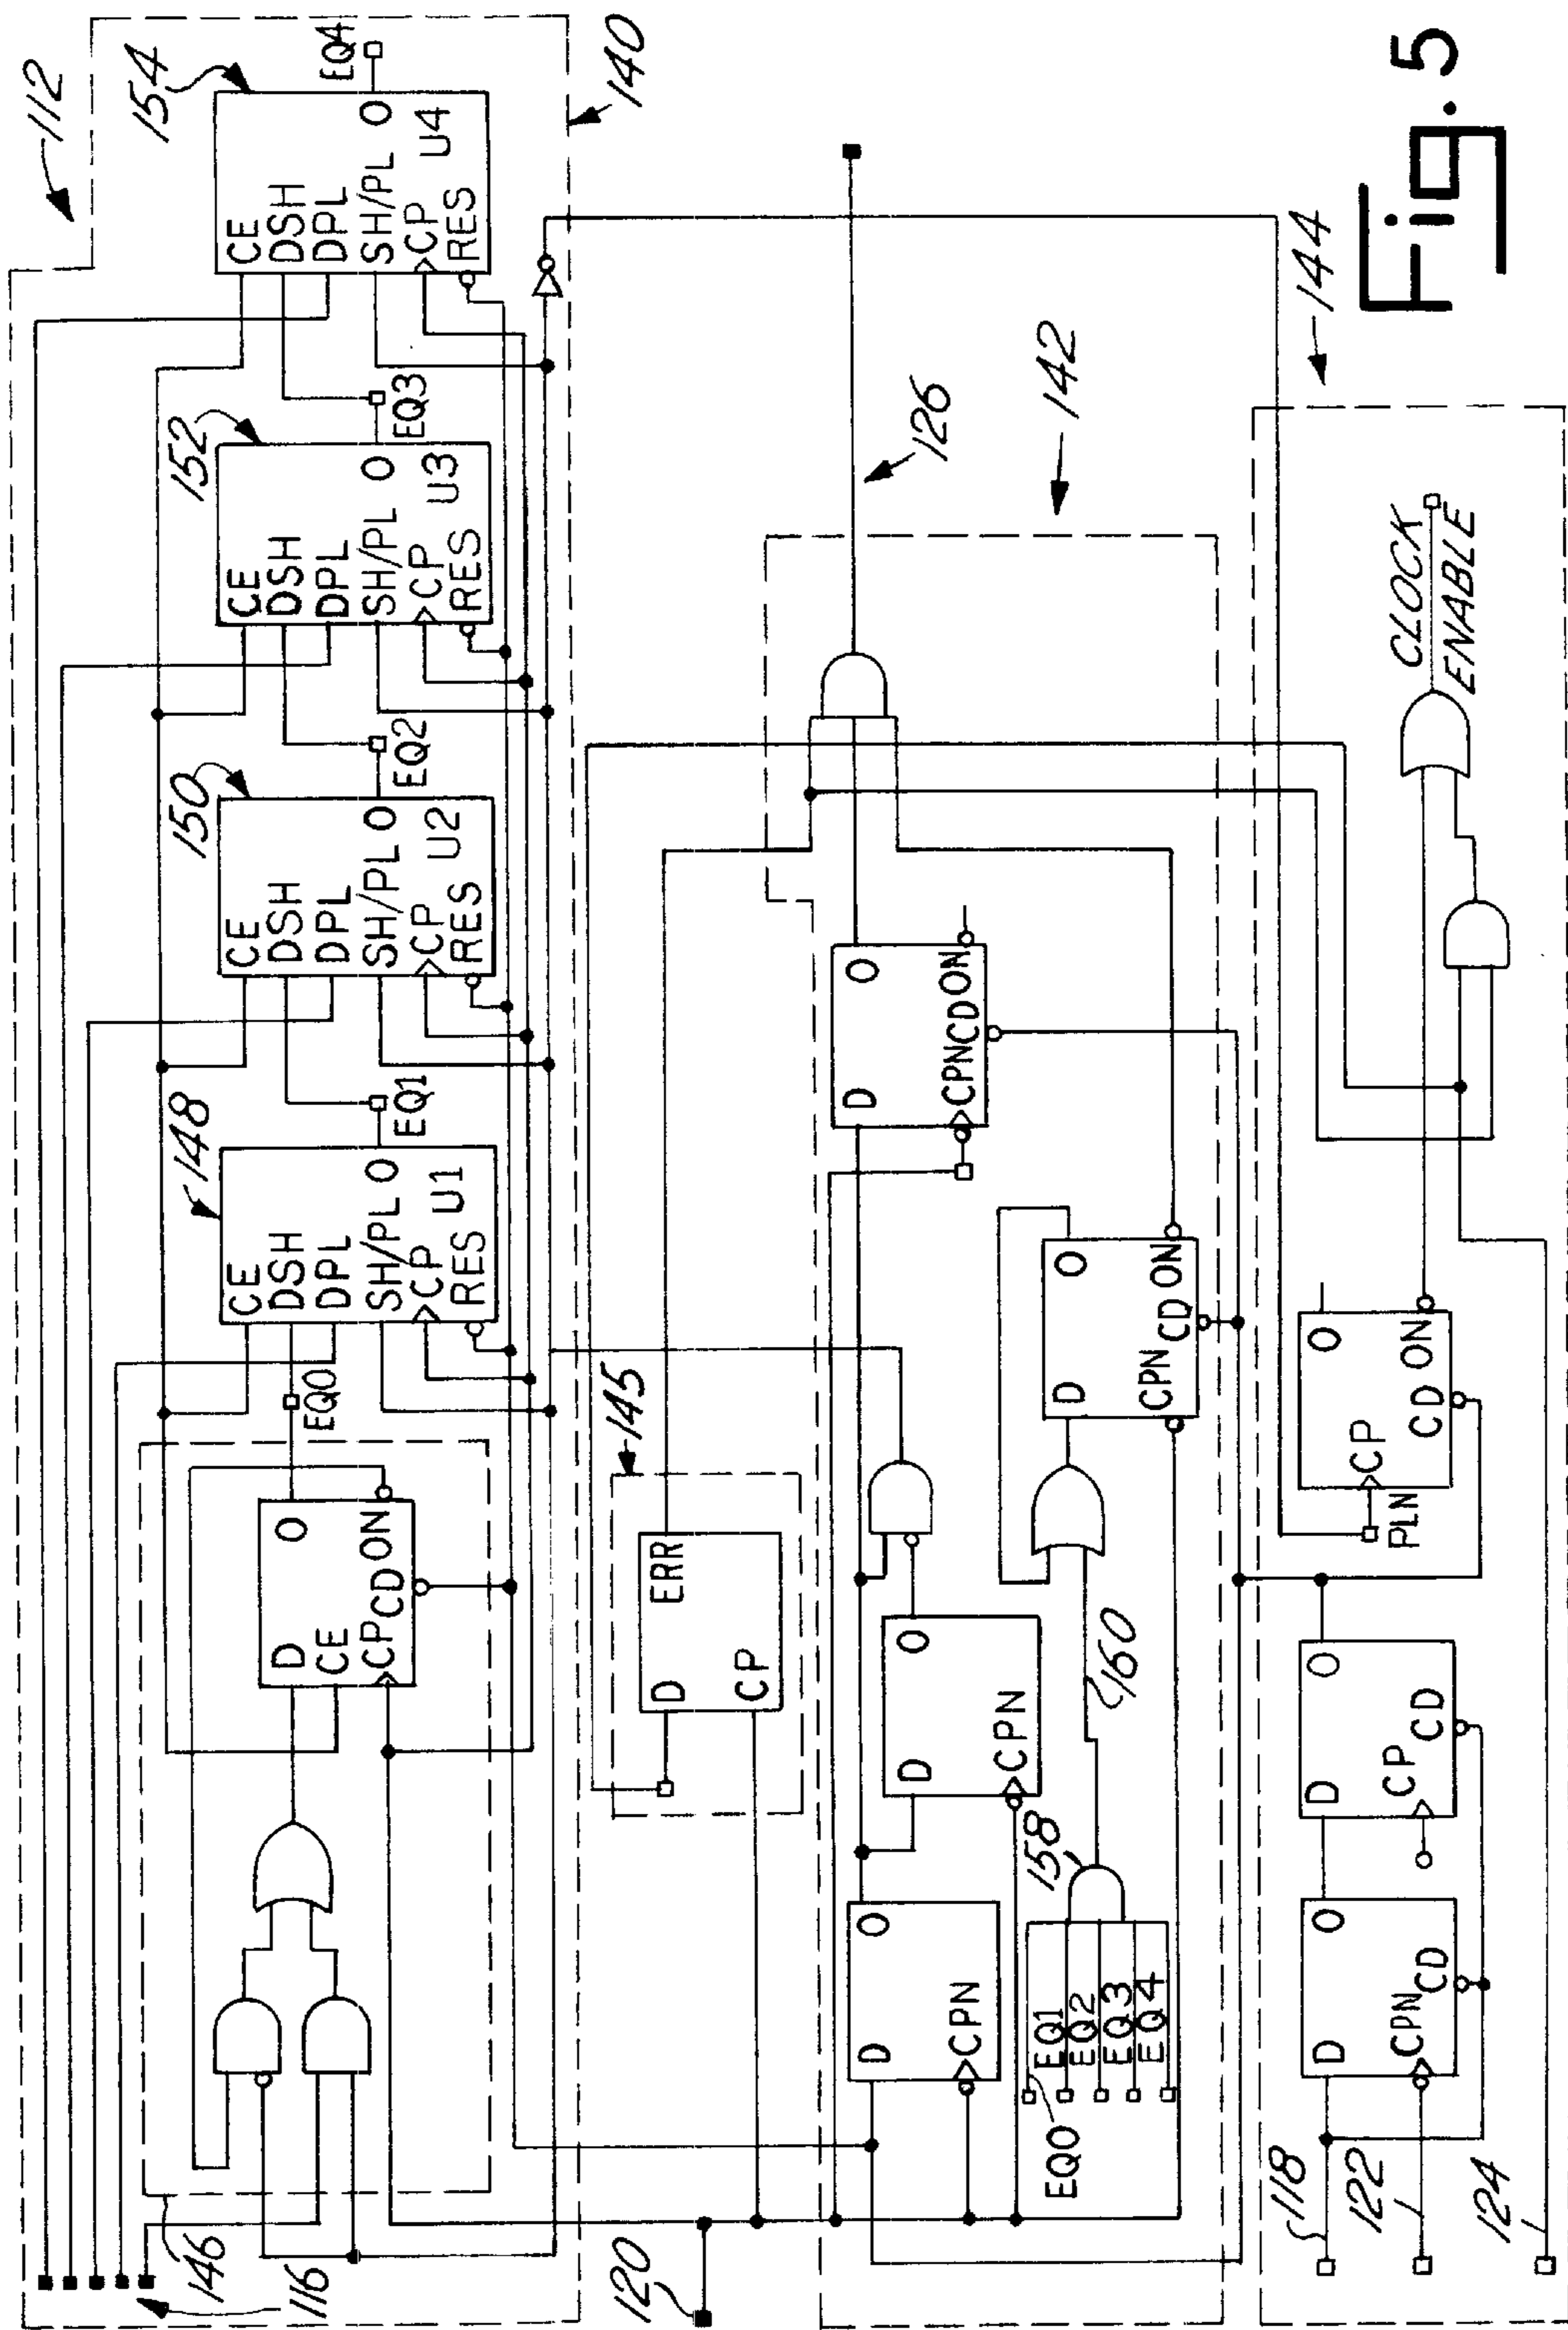 112
154
CE
DSH
DPL
SH/PL O
CP U4
RES
EQ4
140
152
CE
DSH
DPL
SH/PL O
CP U3
RES
EQ3
150
CE
DSH
DPL
SH/PL O
CP U2
RES
EQ2
148
CE
DSH
DPL
SH/PL O
CP U1
RES
EQ1
EQ0
D O
CE
CP CD ON
146
116
120
145
D ERR
CP
126
142
D O
CPN CD ON
D O
CPN
D O
CPN
D O
CPN CD ON
158
160
EQ0
EQ1
EQ2
EQ3
EQ4
144
CLOCK
ENABLE
O
CP
CD ON
PLN
D O
CP CD
D O
CPN CD
118
122
124
Fig. 5